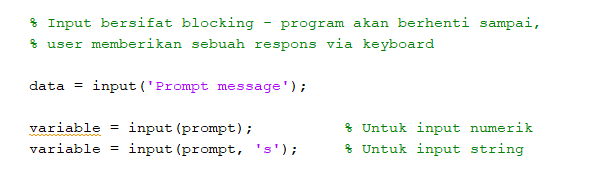 % Input bersifat blocking - program akan berhenti sampai,
% user memberikan sebuah respons via keyboard
data = input('Prompt message');
variable = input(prompt); % Untuk input numerik
variable = input(prompt, 's'); % Untuk input string